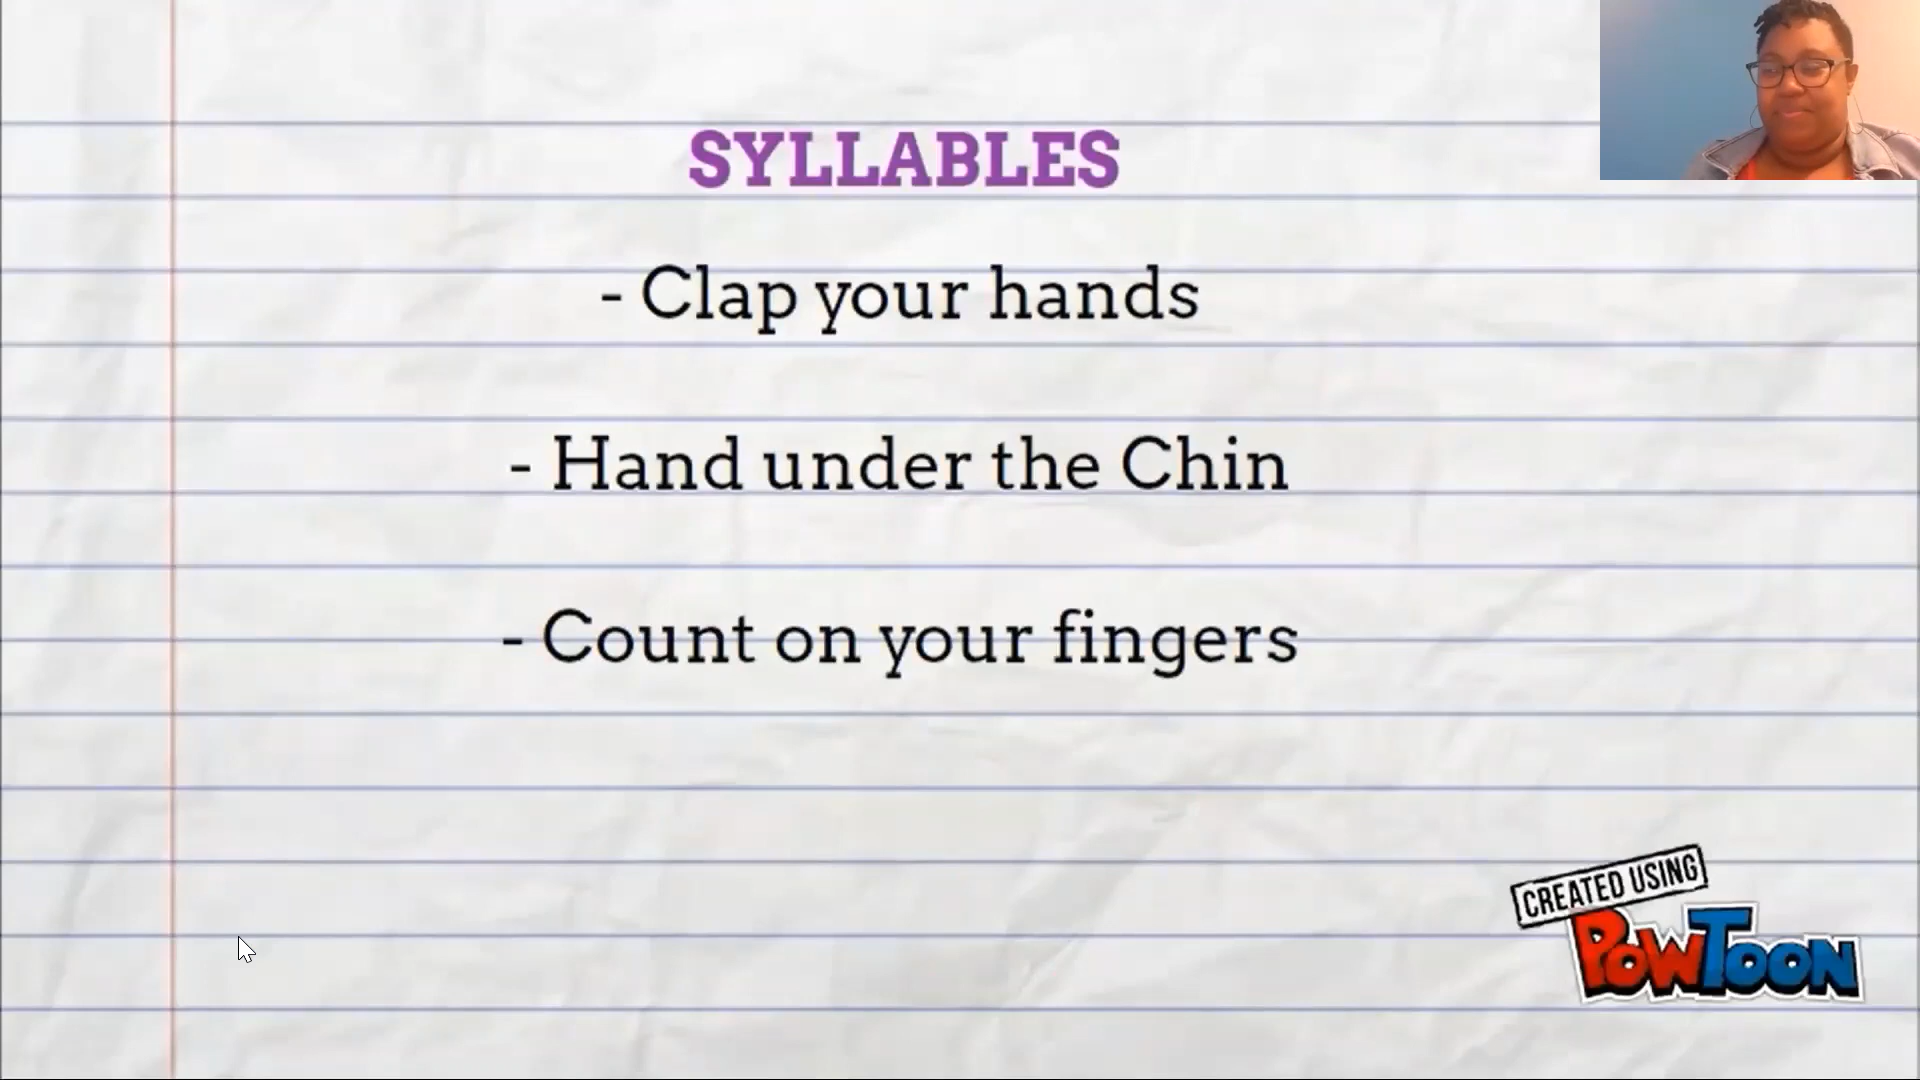 SYLLABLES
- Clap your hands
- Hand under the Chin
- Count on your fingers
CREATED USING
POWTOON